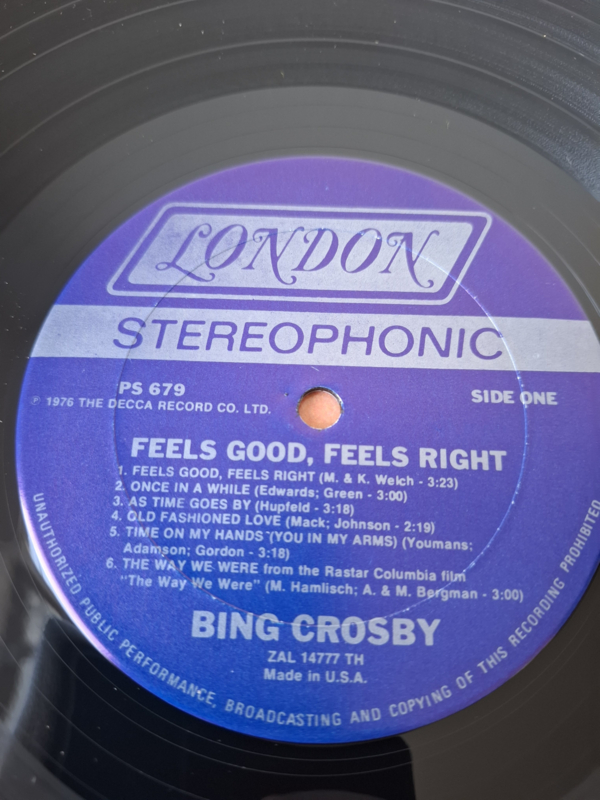 LONDON
STEREOPHONIC
PS 679
SIDE ONE
℗ 1976 THE DECCA RECORD CO. LTD.
FEELS GOOD, FEELS RIGHT
1. FEELS GOOD, FEELS RIGHT (M. & K. Welch - 3:23)
2. ONCE IN A WHILE (Edwards; Green - 3:00)
3. AS TIME GOES BY (Hupfeld - 3:18)
4. OLD FASHIONED LOVE (Mack; Johnson - 2:19)
5. TIME ON MY HANDS (YOU IN MY ARMS) (Youmans;
Adamson; Gordon - 3:18)
6. THE WAY WE WERE from the Rastar Columbia film
"The Way We Were" (M. Hamlisch; A. & M. Bergman - 3:00)
BING CROSBY
ZAL 14777 TH
Made in U.S.A.
UNAUTHORIZED PUBLIC PERFORMANCE, BROADCASTING AND COPYING OF THIS RECORDING PROHIBITED